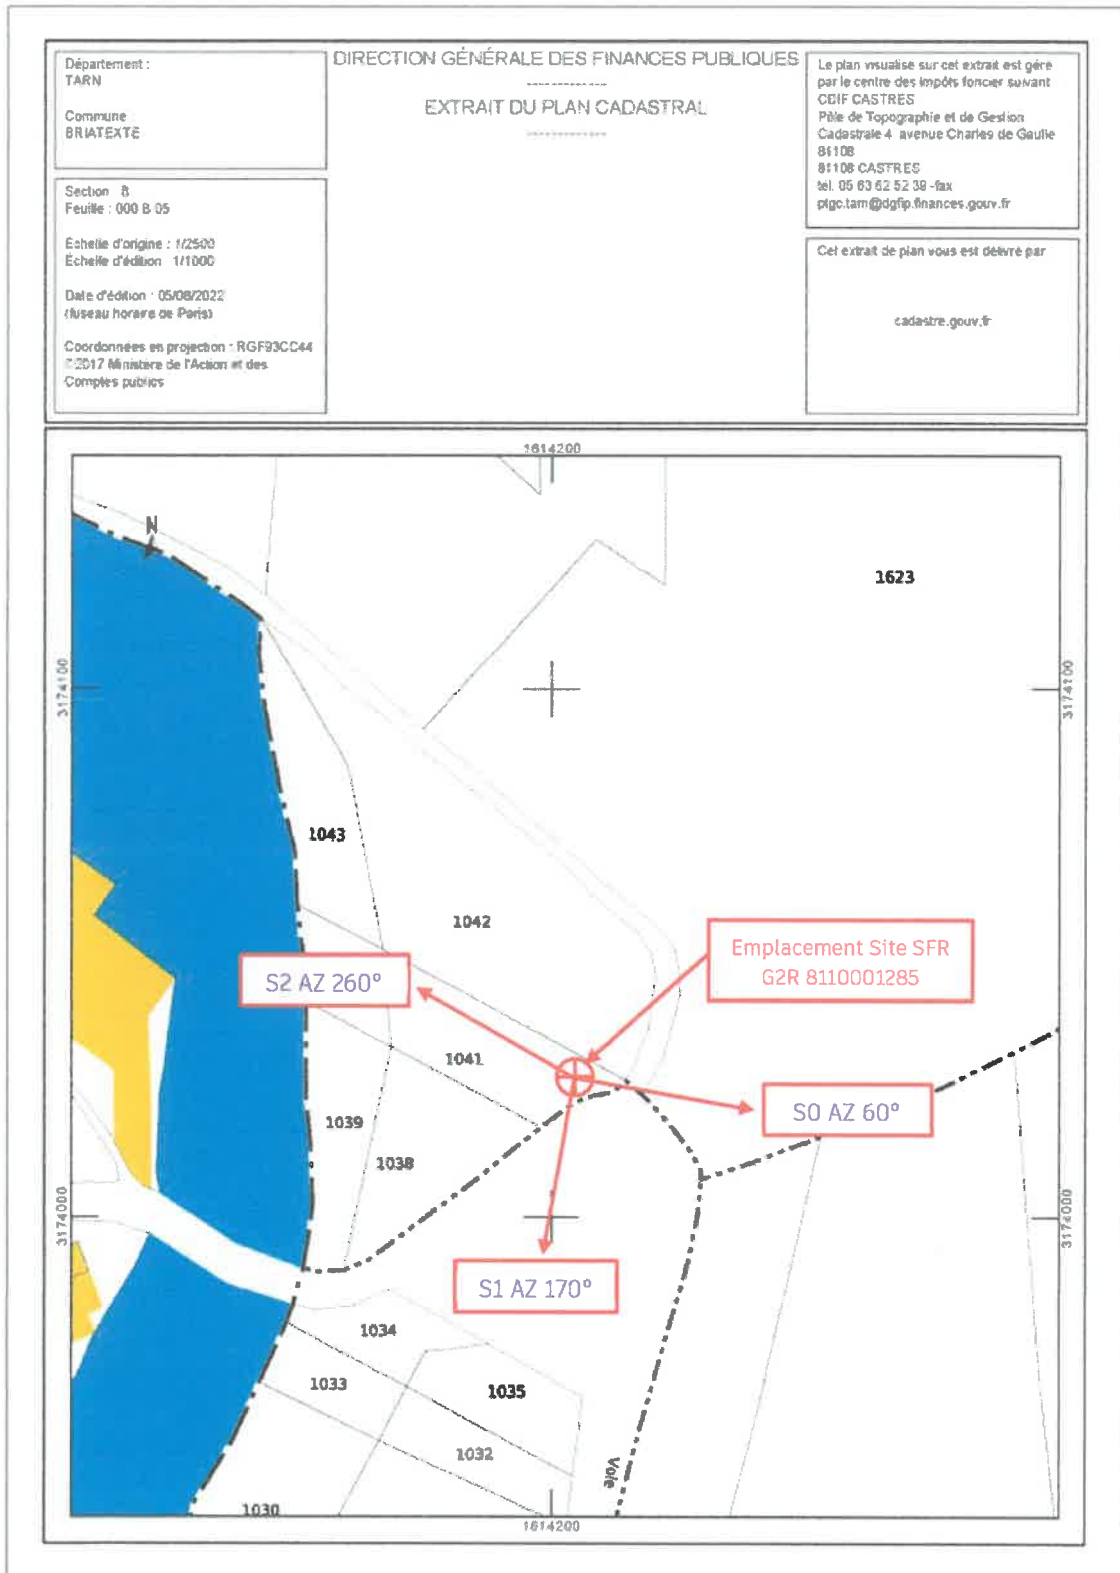 Département :
TARN
Commune :
BRIATEXTE
Section : B
Feuille : 000 B 05
Échelle d'origine : 1/2500
Échelle d'édition : 1/1000
Date d'édition : 05/08/2022
(fuseau horaire de Paris)
Coordonnées en projection : RGF93CC44
©2017 Ministère de l'Action et des
Comptes publics
DIRECTION GÉNÉRALE DES FINANCES PUBLIQUES
EXTRAIT DU PLAN CADASTRAL
Le plan visualisé sur cet extrait est géré
par le centre des impôts foncier suivant
CDIF CASTRES
Pôle de Topographie et de Gestion
Cadastrale 4 avenue Charles de Gaulle
81108
81108 CASTRES
tél. 05 63 62 52 39 -fax
ptgc.tarn@dgfip.finances.gouv.fr
Cet extrait de plan vous est délivré par
cadastre.gouv.fr
1614200
N
1623
3174100
3174100
1043
1042
Emplacement Site SFR
G2R 8110001285
S2 AZ 260°
1041
S0 AZ 60°
1039
1038
3174000
3174000
S1 AZ 170°
1034
1033
1035
1032
Voie
1030
1614200